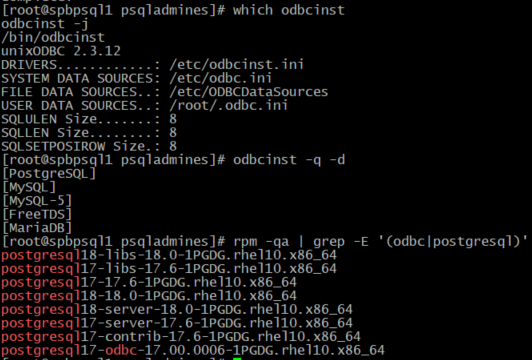 [root@spbpsql1 psqladmines]# which odbcinst
odbcinst -j
/bin/odbcinst
unixODBC 2.3.12
DRIVERS............: /etc/odbcinst.ini
SYSTEM DATA SOURCES: /etc/odbc.ini
FILE DATA SOURCES..: /etc/ODBCDataSources
USER DATA SOURCES..: /root/.odbc.ini
SQLULEN Size.......: 8
SQLLEN Size........: 8
SQLSETPOSIROW Size.: 8
[root@spbpsql1 psqladmines]# odbcinst -q -d
[PostgreSQL]
[MySQL]
[MySQL-5]
[FreeTDS]
[MariaDB]
[root@spbpsql1 psqladmines]# rpm -qa | grep -E '(odbc|postgresql)'
postgresql18-libs-18.0-1PGDG.rhel10.x86_64
postgresql17-libs-17.6-1PGDG.rhel10.x86_64
postgresql17-17.6-1PGDG.rhel10.x86_64
postgresql18-18.0-1PGDG.rhel10.x86_64
postgresql18-server-18.0-1PGDG.rhel10.x86_64
postgresql17-server-17.6-1PGDG.rhel10.x86_64
postgresql17-contrib-17.6-1PGDG.rhel10.x86_64
postgresql17-odbc-17.00.0006-1PGDG.rhel10.x86_64